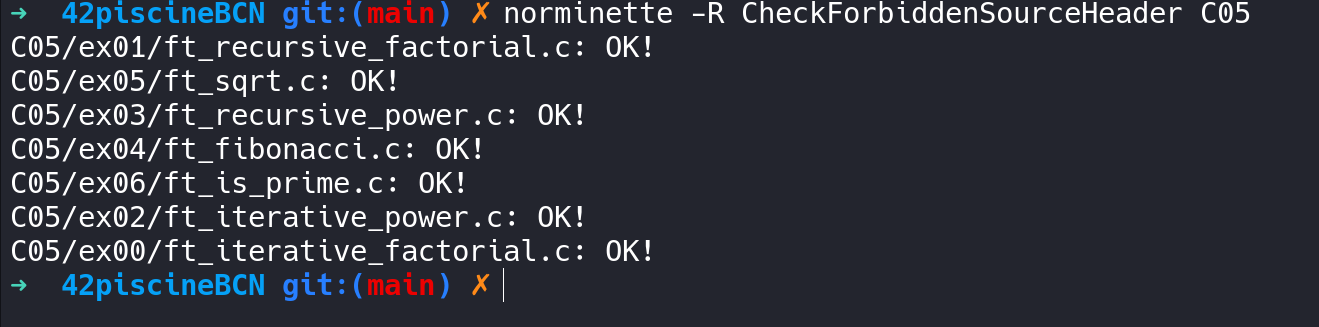 → 42piscineBCN git:(main) ✗ norminette -R CheckForbiddenSourceHeader C05
C05/ex01/ft_recursive_factorial.c: OK!
C05/ex05/ft_sqrt.c: OK!
C05/ex03/ft_recursive_power.c: OK!
C05/ex04/ft_fibonacci.c: OK!
C05/ex06/ft_is_prime.c: OK!
C05/ex02/ft_iterative_power.c: OK!
C05/ex00/ft_iterative_factorial.c: OK!
→ 42piscineBCN git:(main) ✗